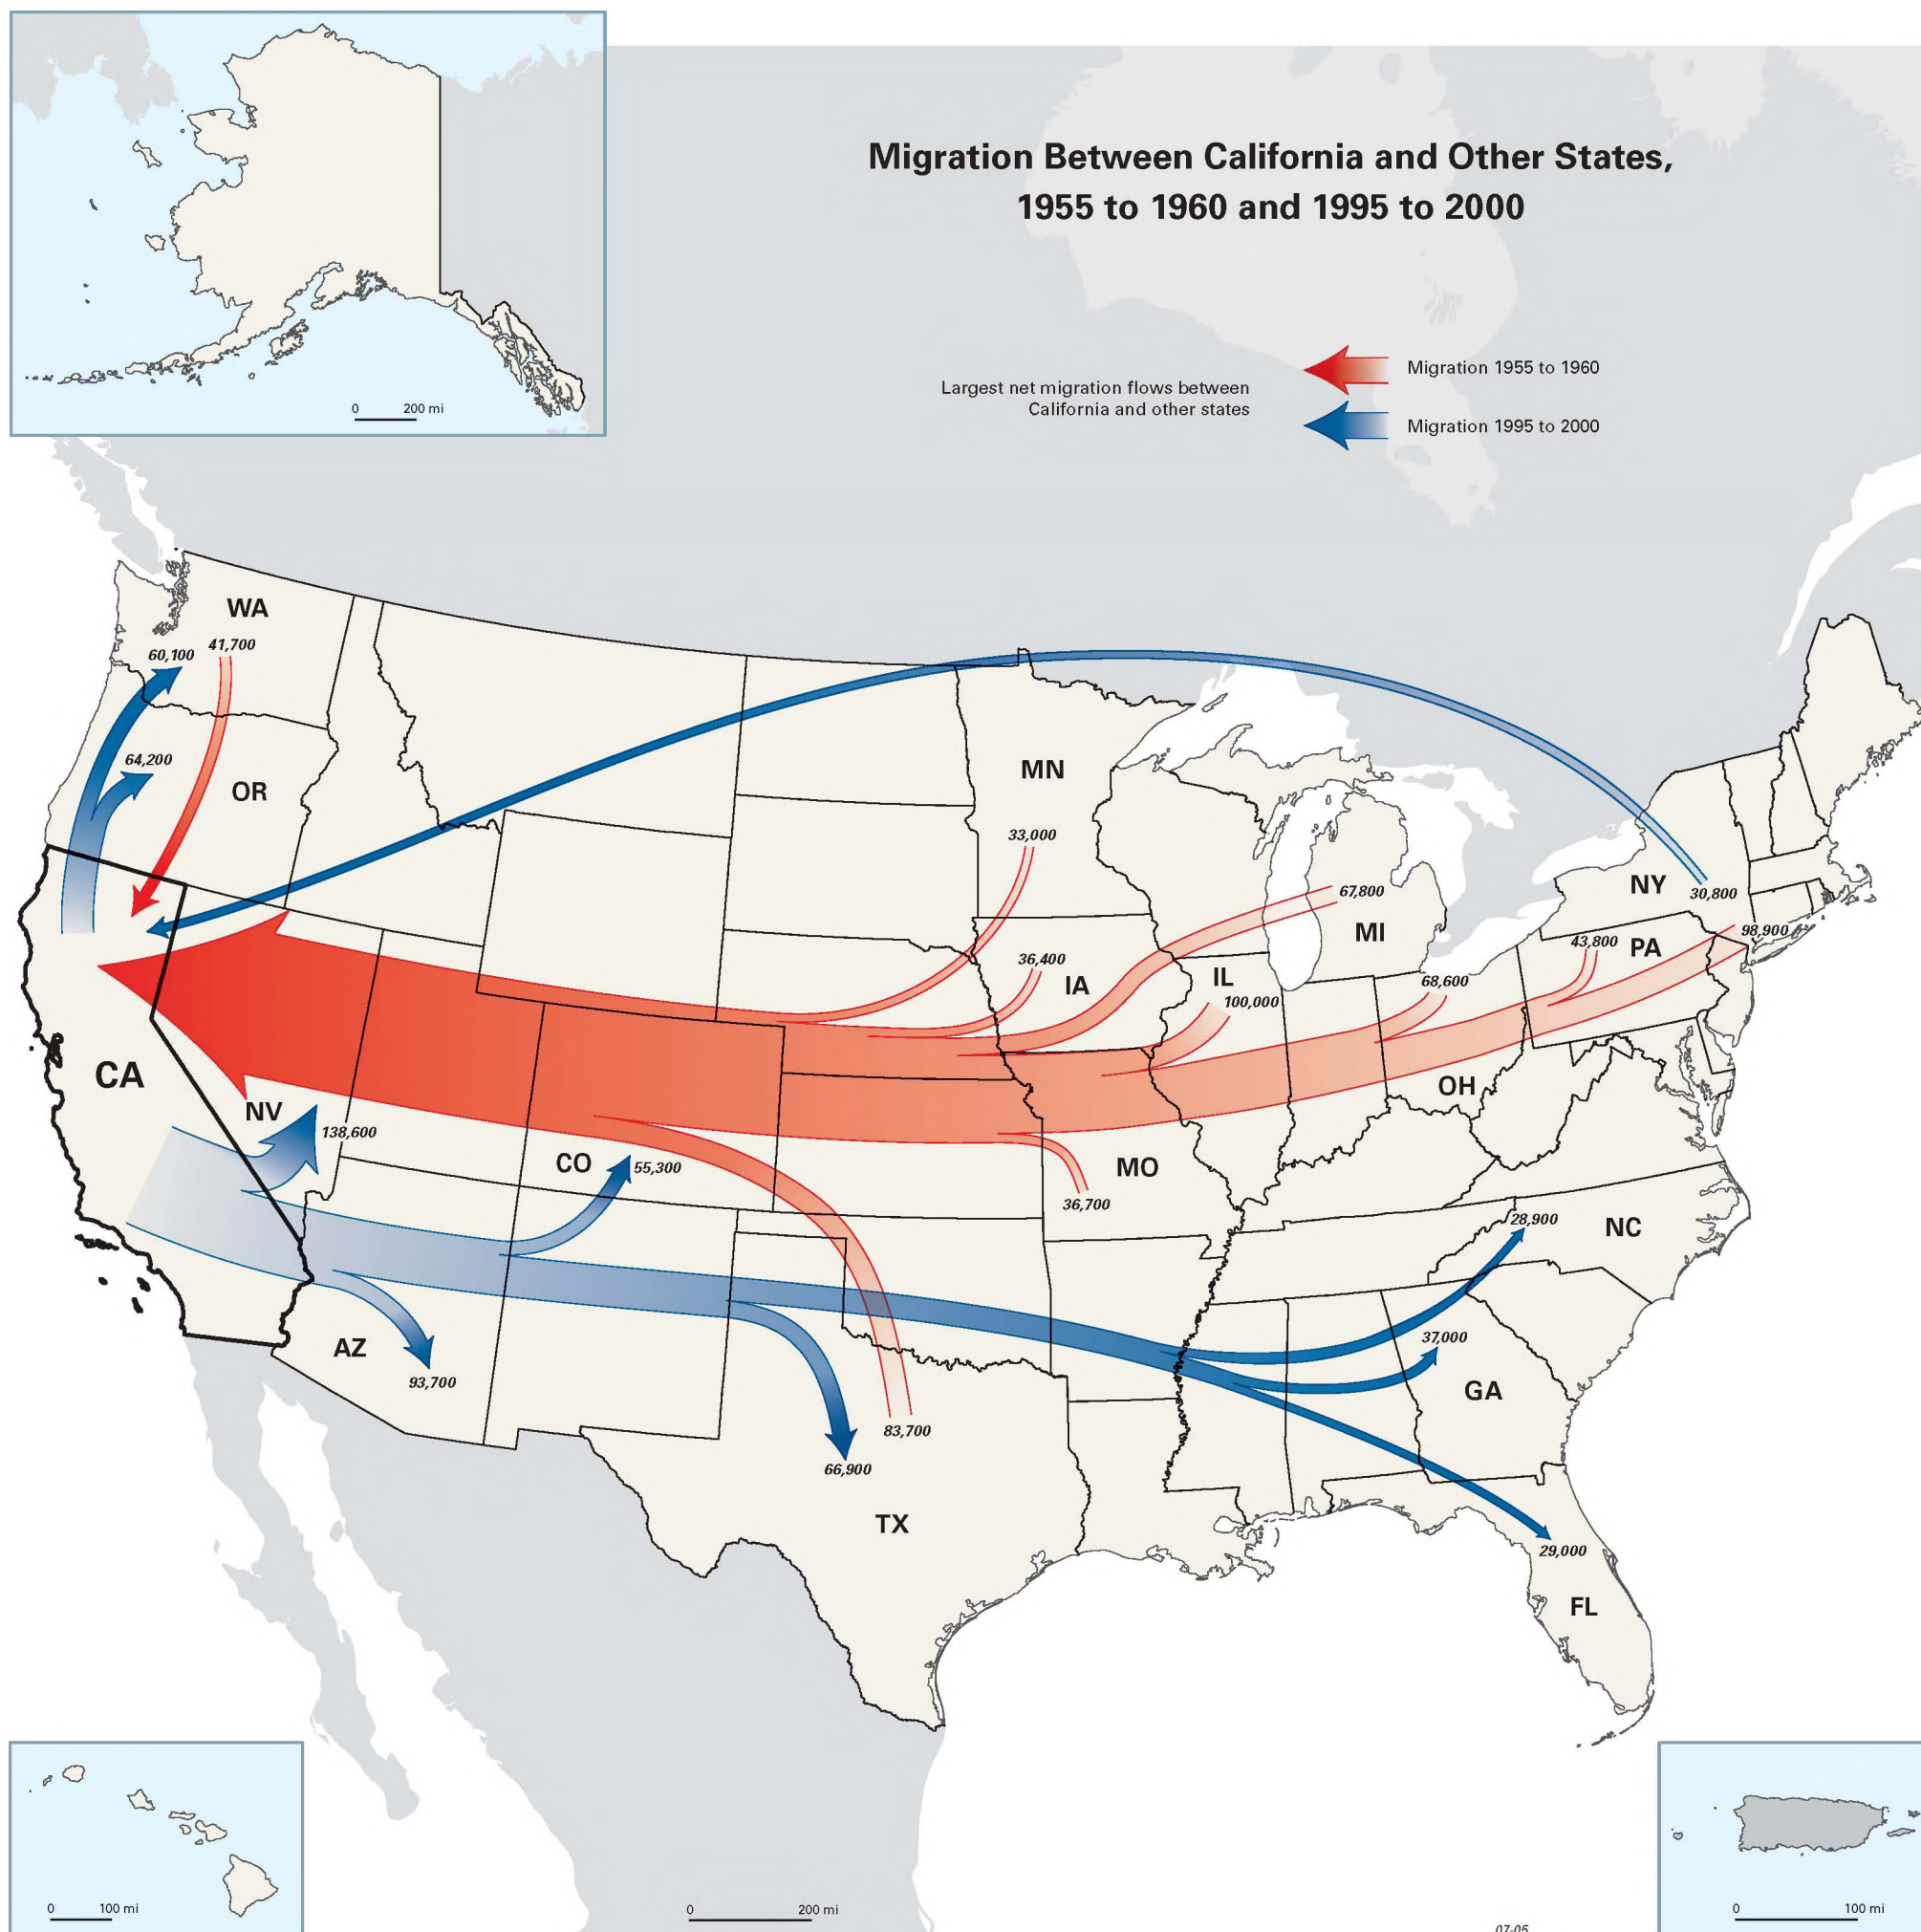 0 200 mi
Migration Between California and Other States,
1955 to 1960 and 1995 to 2000
Largest net migration flows between
California and other states
Migration 1955 to 1960
Migration 1995 to 2000
WA
60,100
41,700
64,200
OR
MN
33,000
67,800
MI
NY
30,800
98,900
43,800
PA
36,400
IA
IL
100,000
68,600
OH
CA
NV
138,600
CO
55,300
MO
36,700
28,900
NC
AZ
93,700
37,000
GA
83,700
66,900
TX
29,000
FL
0 100 mi
0 200 mi
0 100 mi
07-05